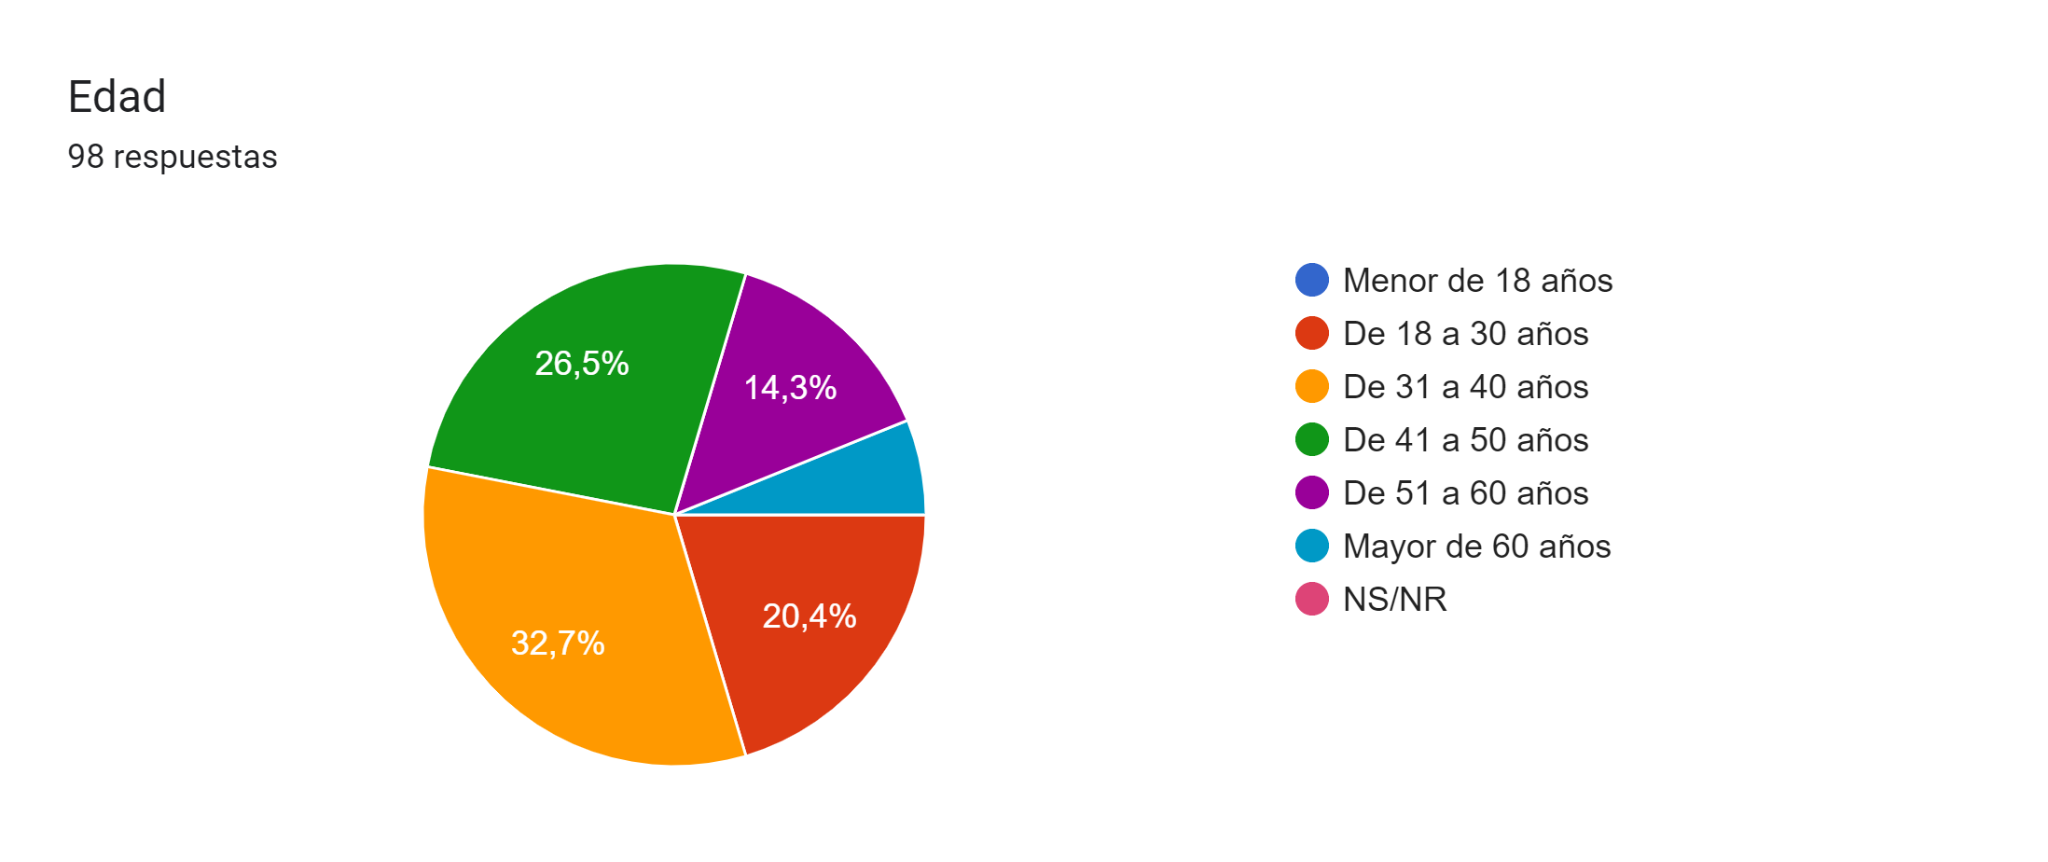 Edad
98 respuestas
26,5%
14,3%
32,7%
20,4%
Menor de 18 años
De 18 a 30 años
De 31 a 40 años
De 41 a 50 años
De 51 a 60 años
Mayor de 60 años
NS/NR